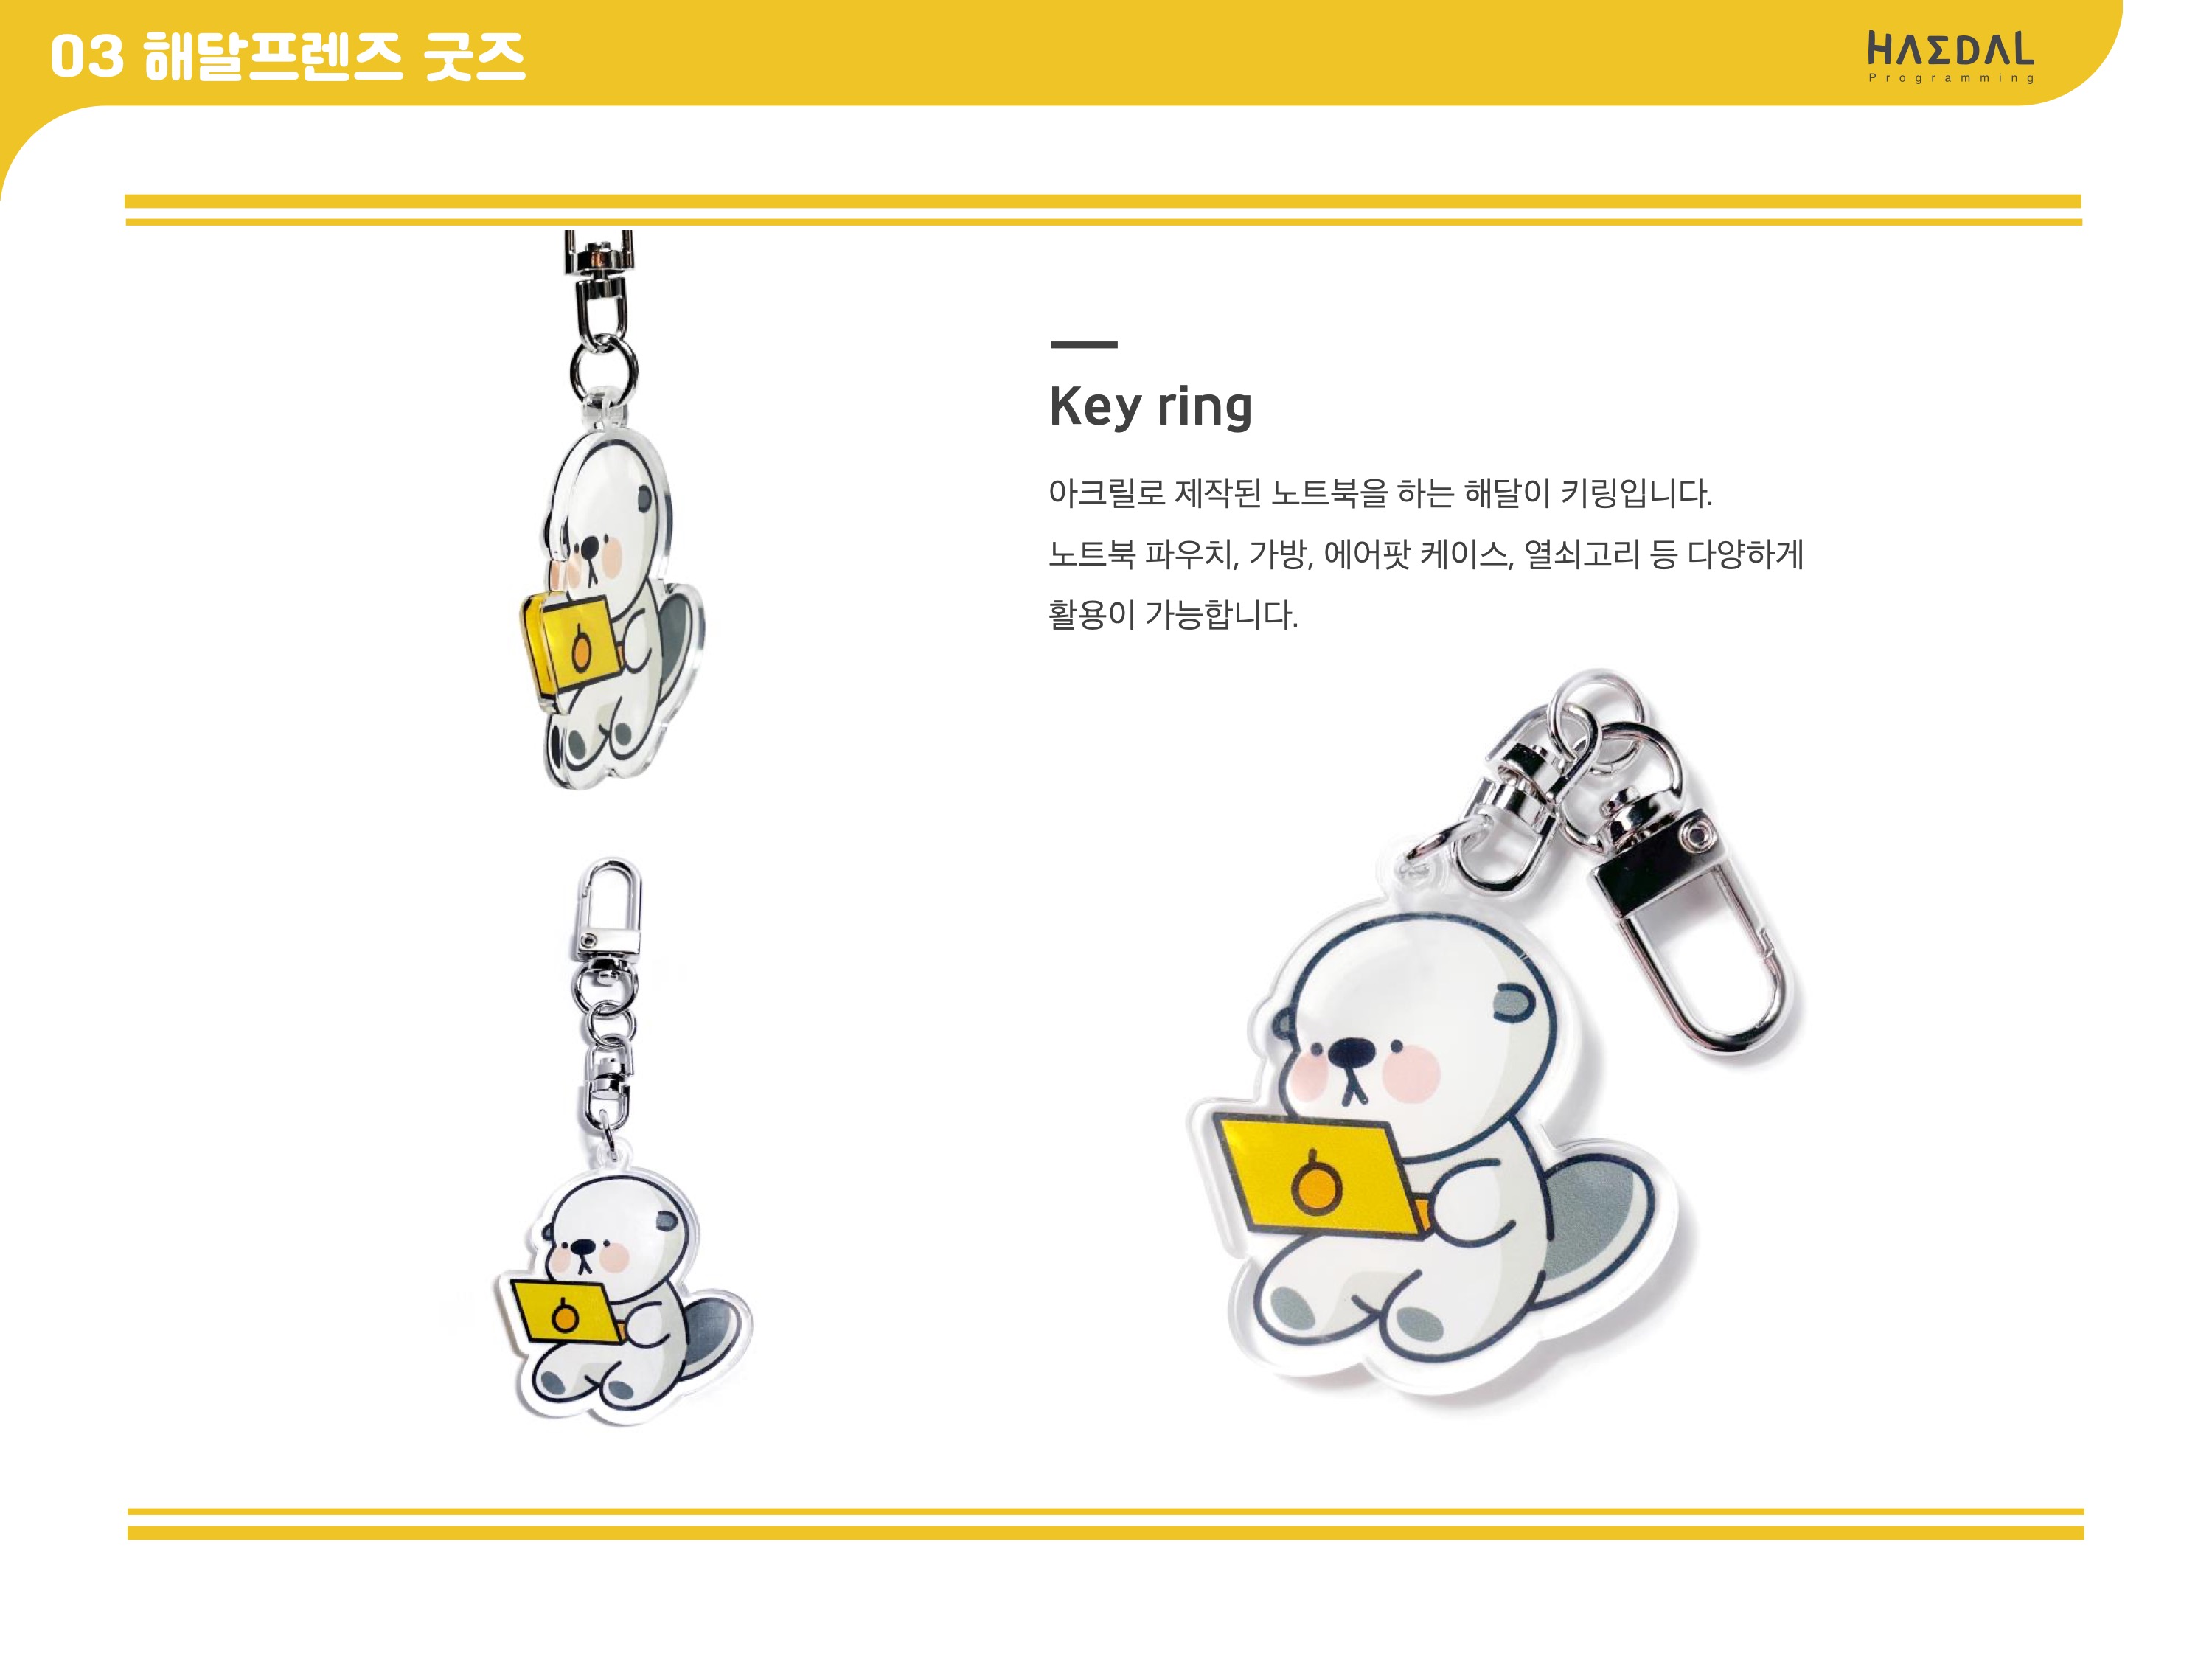 03 해달프렌즈 굿즈
HAΣDAL
Programming
Key ring
아크릴로 제작된 노트북을 하는 해달이 키링입니다.
노트북 파우치, 가방, 에어팟 케이스, 열쇠고리 등 다양하게
활용이 가능합니다.